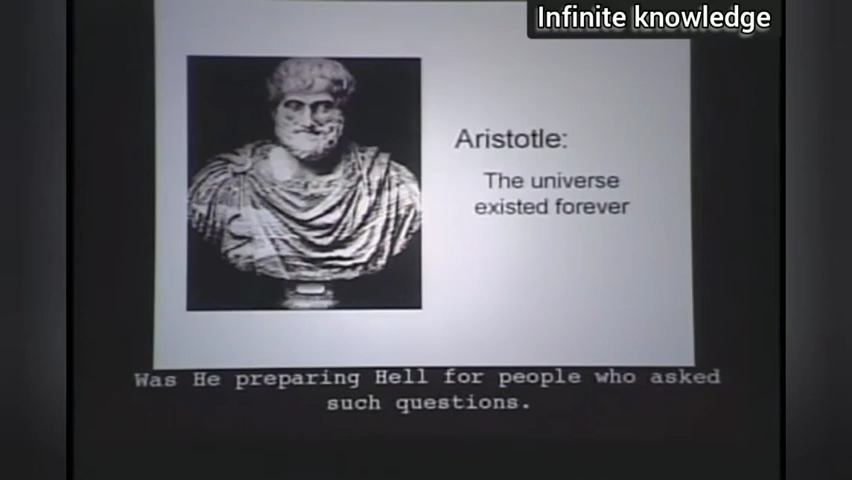 Infinite knowledge
Aristotle:
The universe
existed forever
Was He preparing Hell for people who asked
such questions.